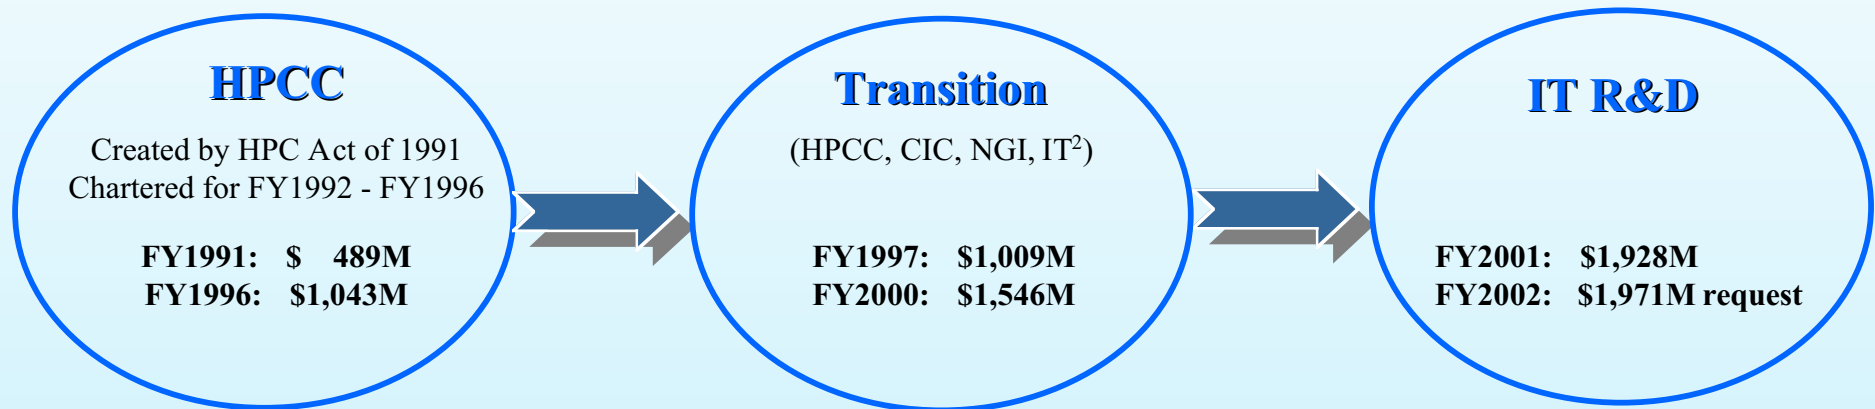 HPCC
Created by HPC Act of 1991
Chartered for FY1992 - FY1996
FY1991: $ 489M
FY1996: $1,043M
Transition
(HPCC, CIC, NGI, IT²)
FY1997: $1,009M
FY2000: $1,546M
IT R&D
FY2001: $1,928M
FY2002: $1,971M request